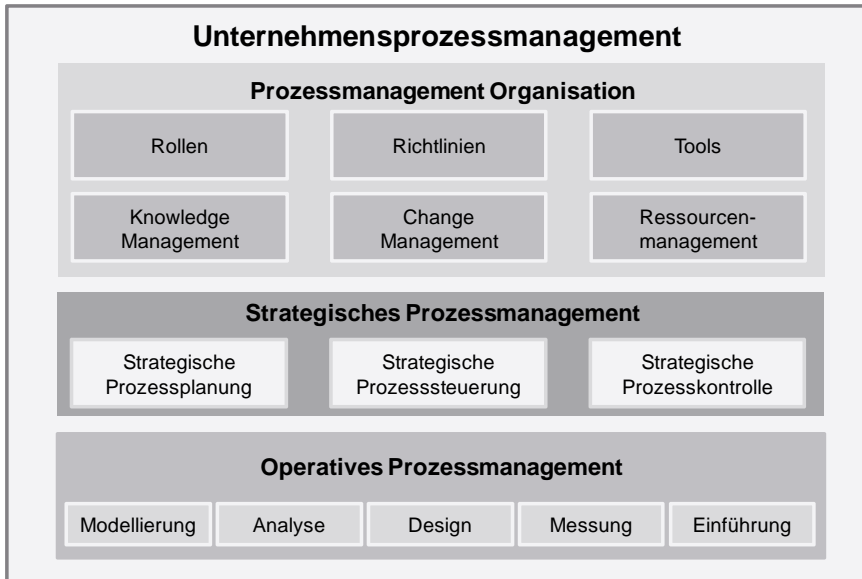 Unternehmensprozessmanagement
Prozessmanagement Organisation
Rollen
Richtlinien
Tools
Knowledge
Management
Change
Management
Ressourcen-
management
Strategisches Prozessmanagement
Strategische
Prozessplanung
Strategische
Prozesssteuerung
Strategische
Prozesskontrolle
Operatives Prozessmanagement
Modellierung
Analyse
Design
Messung
Einführung